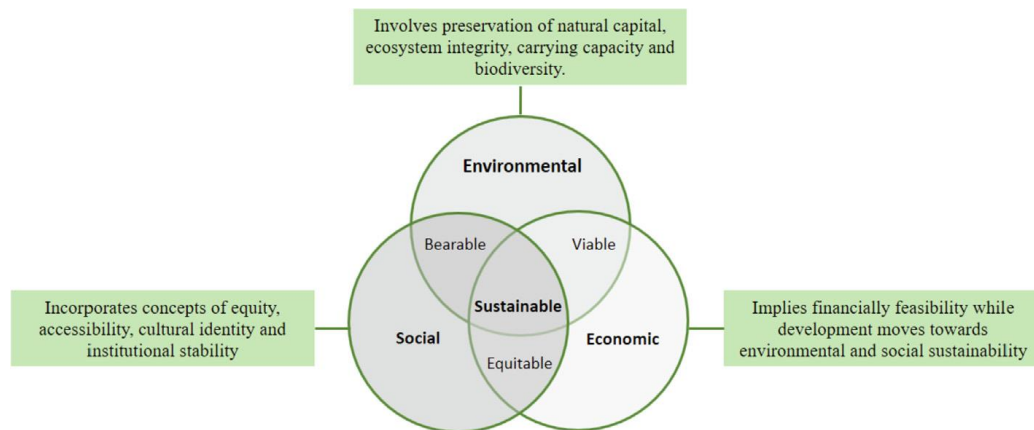 Involves preservation of natural capital,
ecosystem integrity, carrying capacity and
biodiversity.
Environmental
Bearable
Viable
Incorporates concepts of equity,
accessibility, cultural identity and
institutional stability
Sustainable
Social
Economic
Equitable
Implies financially feasibility while
development moves towards
environmental and social sustainability